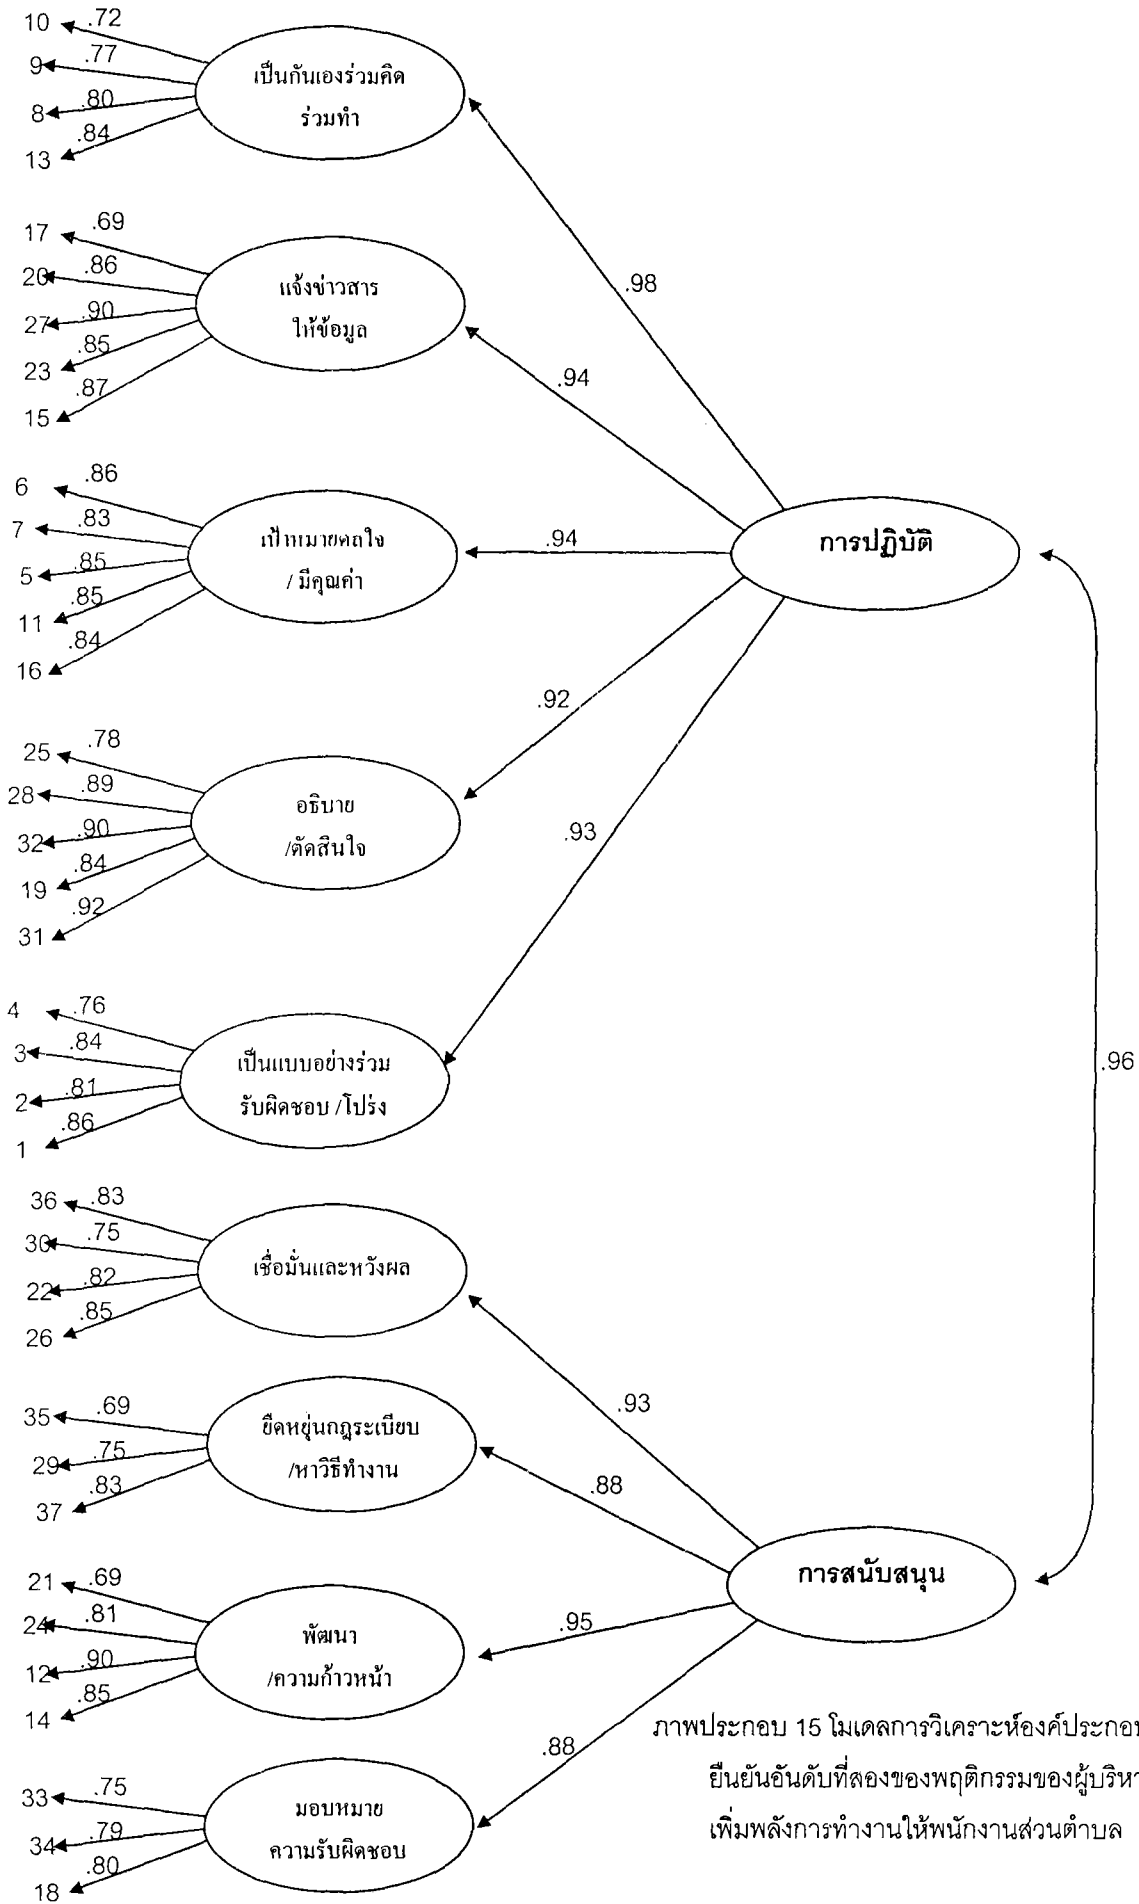 10 .72
9 .77
8 .80
13 .84
เป็นกันเองร่วมคิด
ร่วมทำ
17 .69
20 .86
27 .90
23 .85
15 .87
แจ้งข่าวสาร
ให้ข้อมูล
.98
.94
6 .86
7 .83
5 .85
11 .85
16 .84
เป้าหมายดลใจ
/ มีคุณค่า
.94
การปฏิบัติ
25 .78
28 .89
32 .90
19 .84
31 .92
อธิบาย
/ตัดสินใจ
.92
.93
4 .76
3 .84
2 .81
1 .86
เป็นแบบอย่างร่วม
รับผิดชอบ /โปร่ง
.96
36 .83
30 .75
22 .82
26 .85
เชื่อมั่นและหวังผล
.93
35 .69
29 .75
37 .83
ยืดหยุ่นกฎระเบียบ
/หาวิธีทำงาน
.88
การสนับสนุน
21 .69
24 .81
12 .90
14 .85
พัฒนา
/ความก้าวหน้า
.95
33 .75
34 .79
18 .80
มอบหมาย
ความรับผิดชอบ
.88
ภาพประกอบ 15 โมเดลการวิเคราะห์องค์ประกอบ
ยืนยันอันดับที่สองของพฤติกรรมของผู้บริหา
เพิ่มพลังการทำงานให้พนักงานส่วนตำบล